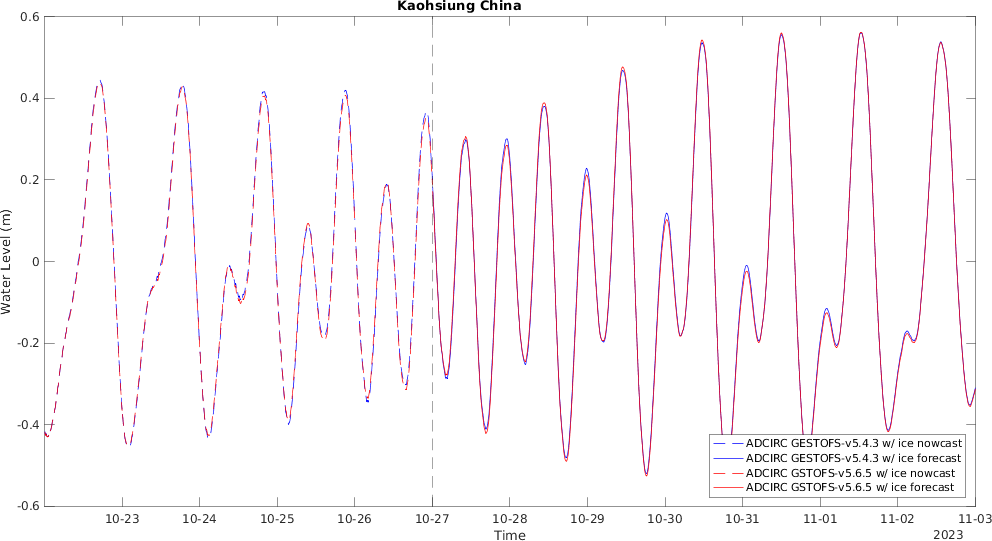 Kaohsiung China
0.6
0.4
0.2
0
-0.2
-0.4
-0.6
Water Level (m)
ADCIRC GESTOFS-v5.4.3 w/ ice nowcast
ADCIRC GESTOFS-v5.4.3 w/ ice forecast
ADCIRC GSTOFS-v5.6.5 w/ ice nowcast
ADCIRC GSTOFS-v5.6.5 w/ ice forecast
10-23 10-24 10-25 10-26 10-27 10-28 10-29 10-30 10-31 11-01 11-02 11-03
Time
2023